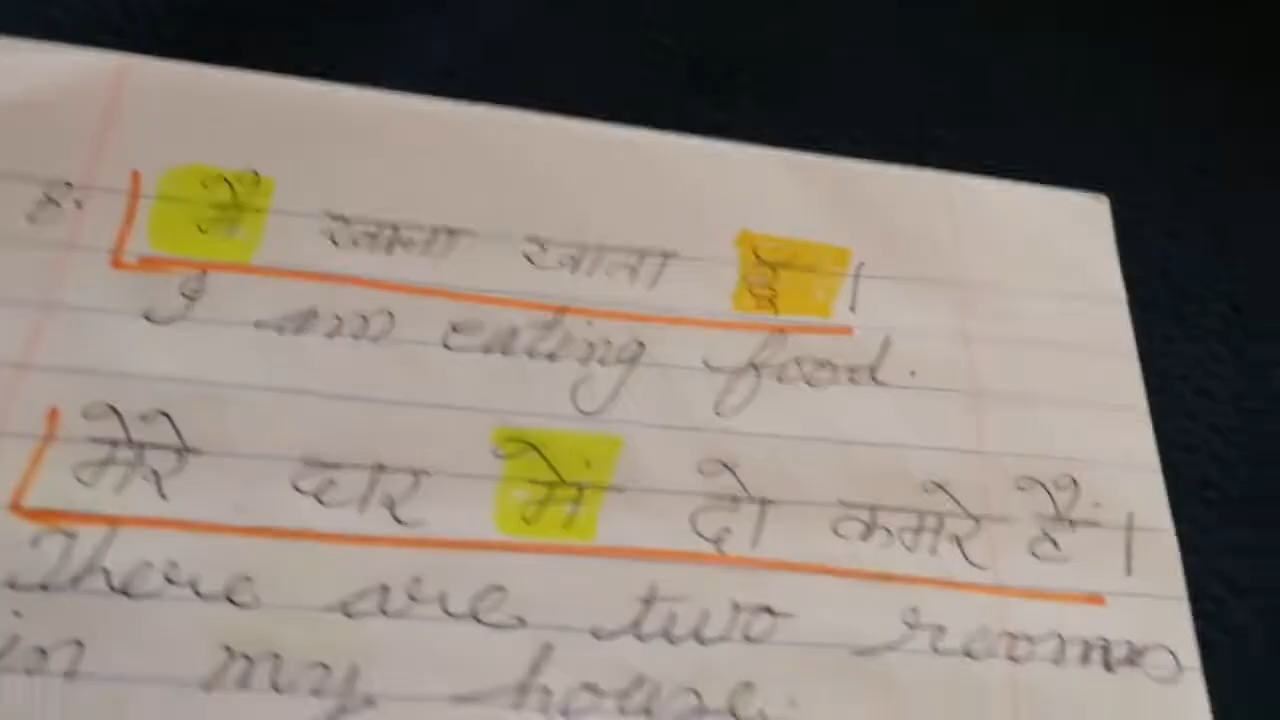 मैं खाना खाता हूँ।
I am eating food.
मेरे घर में दो कमरे हैं।
There are two rooms
in my house.